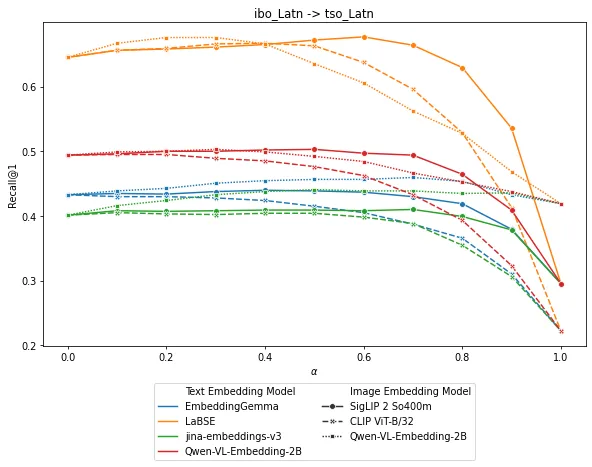 ibo_Latn -> tso_Latn
Recall@1
0.6
0.5
0.4
0.3
0.2
0.0 0.2 0.4 0.6 0.8 1.0
α
Text Embedding Model Image Embedding Model
EmbeddingGemma SigLIP 2 So400m
LaBSE CLIP ViT-B/32
jina-embeddings-v3 Qwen-VL-Embedding-2B
Qwen-VL-Embedding-2B